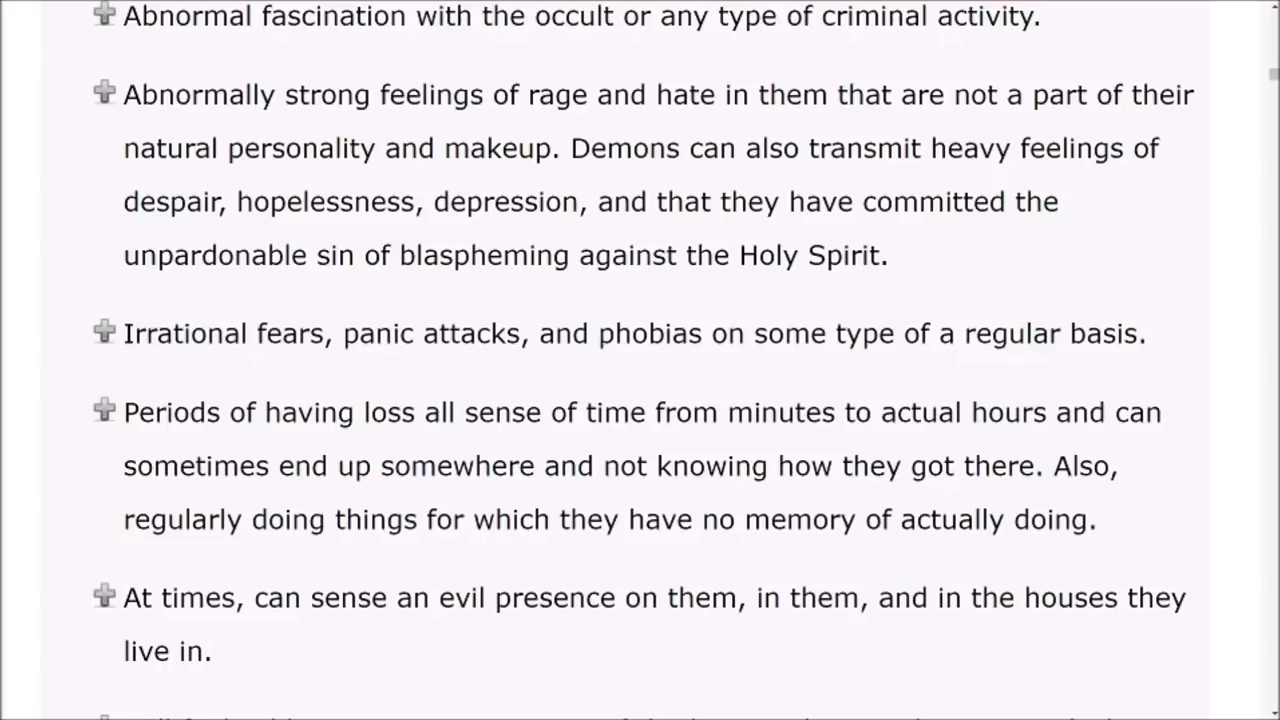 Abnormal fascination with the occult or any type of criminal activity.
Abnormally strong feelings of rage and hate in them that are not a part of their
natural personality and makeup. Demons can also transmit heavy feelings of
despair, hopelessness, depression, and that they have committed the
unpardonable sin of blaspheming against the Holy Spirit.
Irrational fears, panic attacks, and phobias on some type of a regular basis.
Periods of having loss all sense of time from minutes to actual hours and can
sometimes end up somewhere and not knowing how they got there. Also,
regularly doing things for which they have no memory of actually doing.
At times, can sense an evil presence on them, in them, and in the houses they
live in.